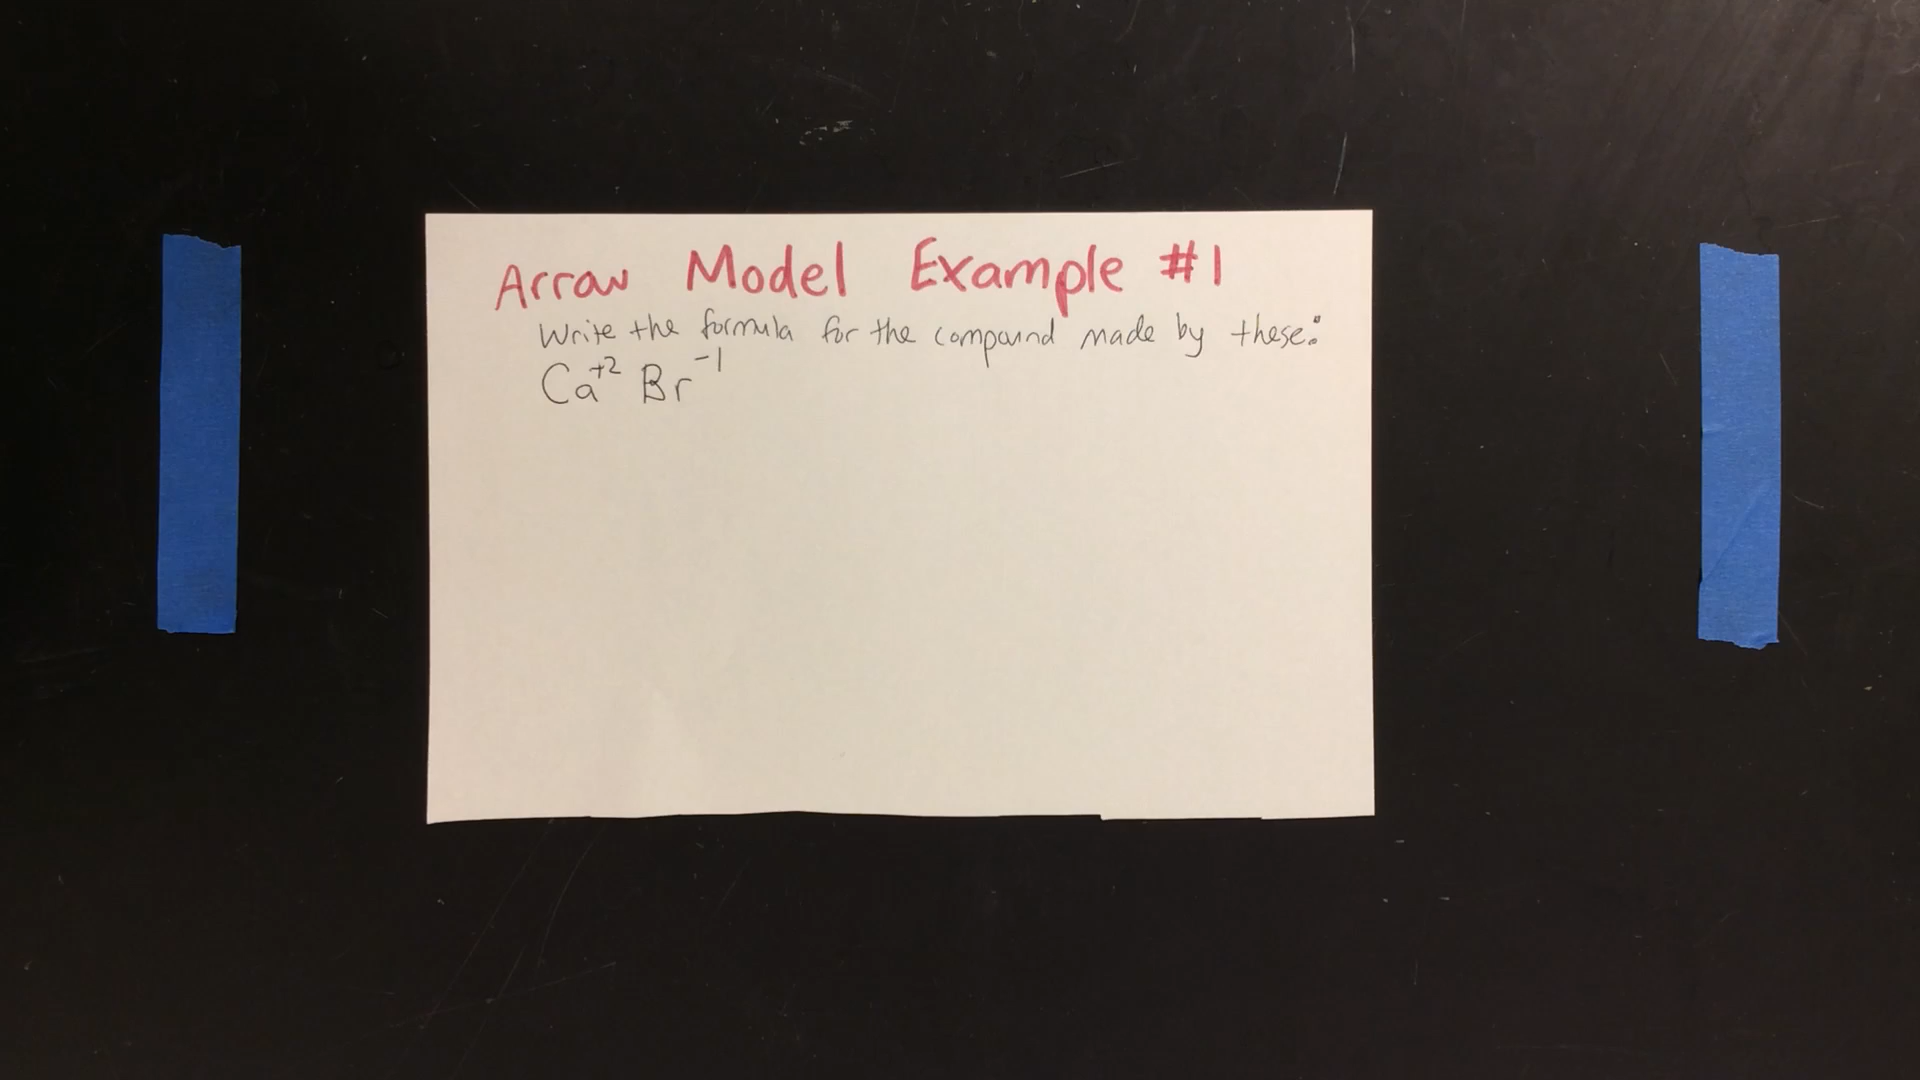 Arrow Model Example #1
Write the formula for the compound made by these:
Ca⁺² Br⁻¹